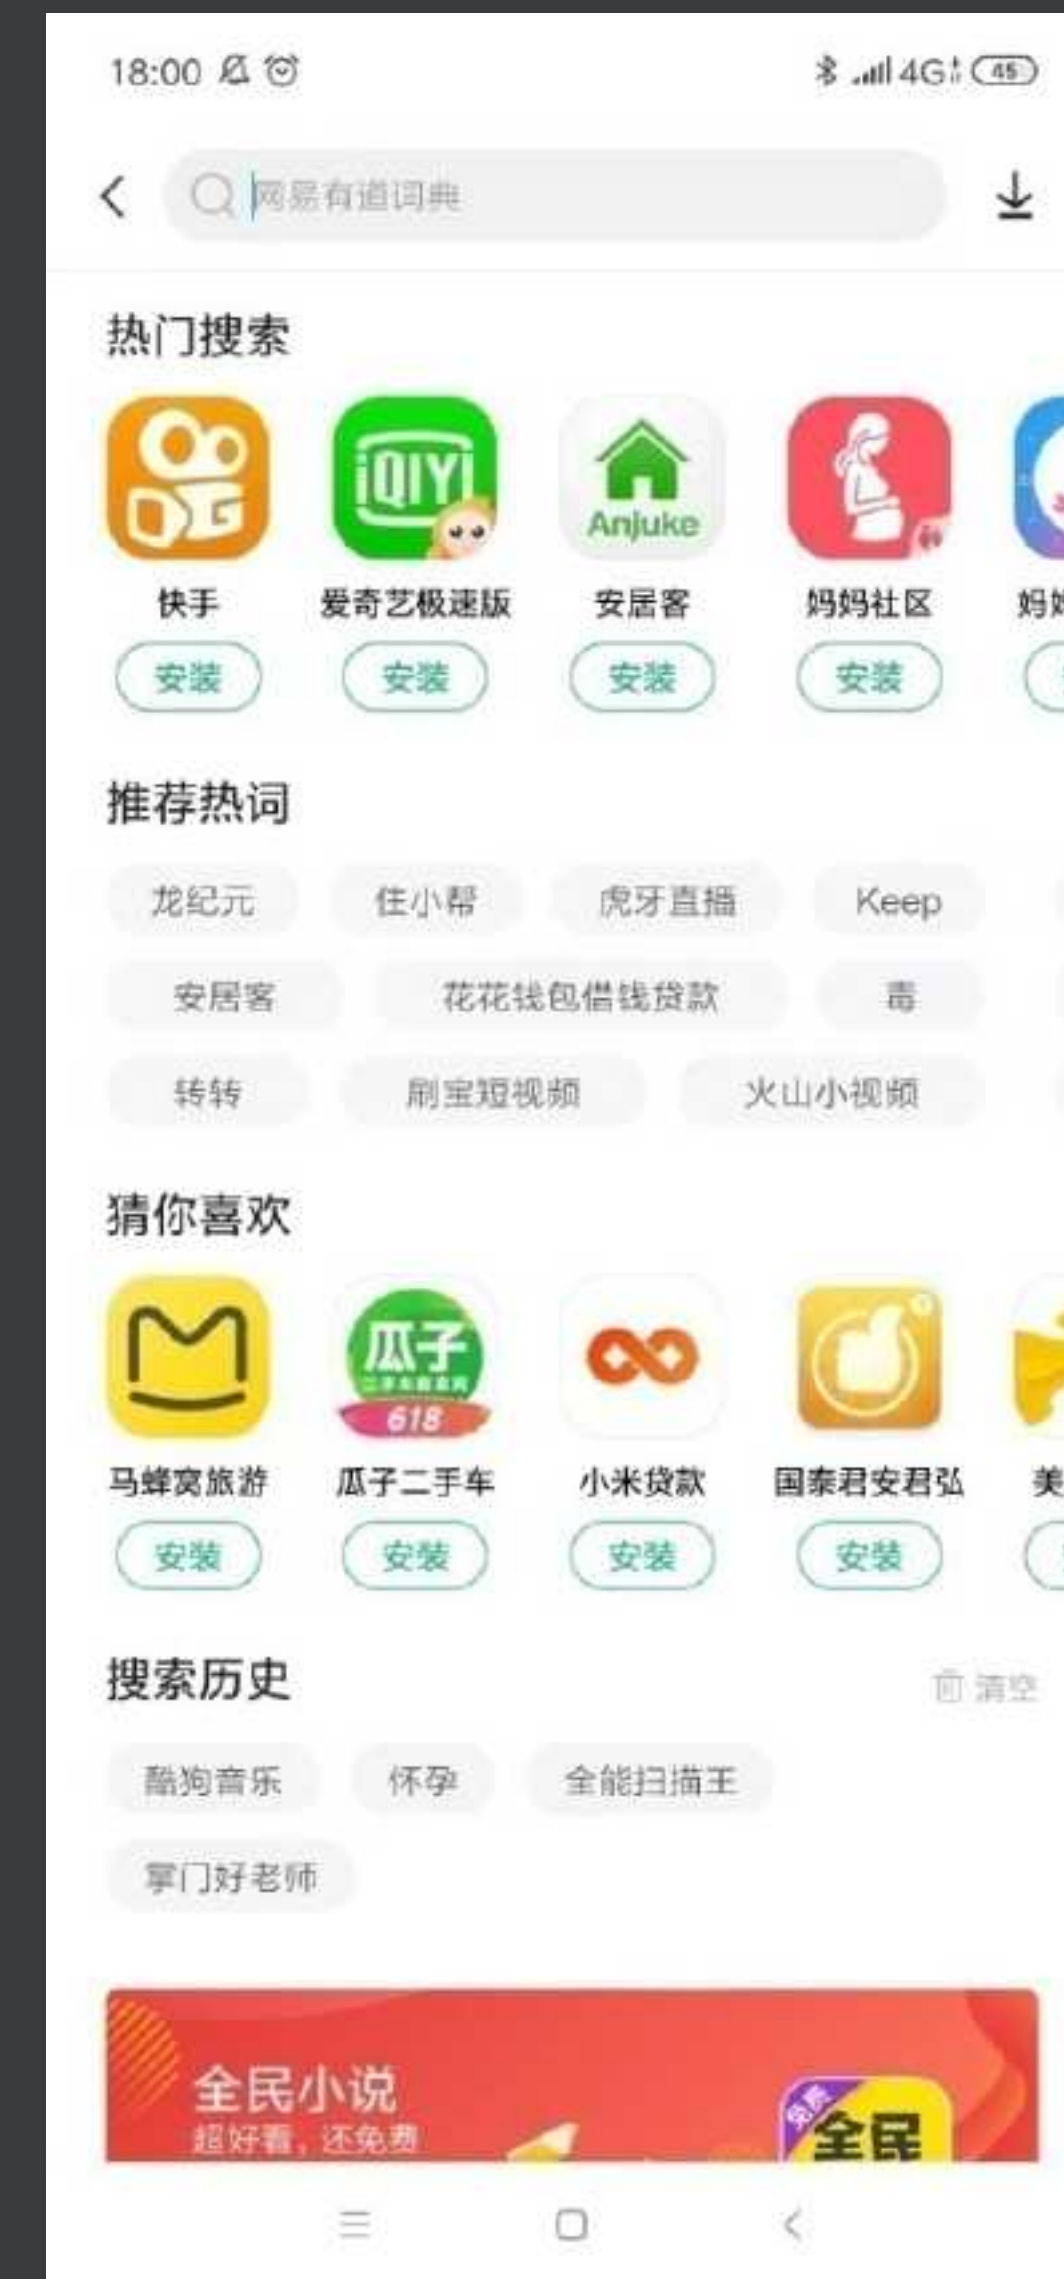 18:00 4G 45
网易有道词典
热门搜索
iQIYI Anjuke
快手 爱奇艺极速版 安居客 妈妈社区 妈
安装 安装 安装 安装
推荐热词
龙纪元 住小帮 虎牙直播 Keep
安居客 花花钱包借钱贷款 毒
转转 刷宝短视频 火山小视频
猜你喜欢
瓜子
618
马蜂窝旅游 瓜子二手车 小米贷款 国泰君安君弘 美
安装 安装 安装 安装
搜索历史 清空
酷狗音乐 怀孕 全能扫描王
掌门好老师
全民小说
超好看，还免费
免费 全民